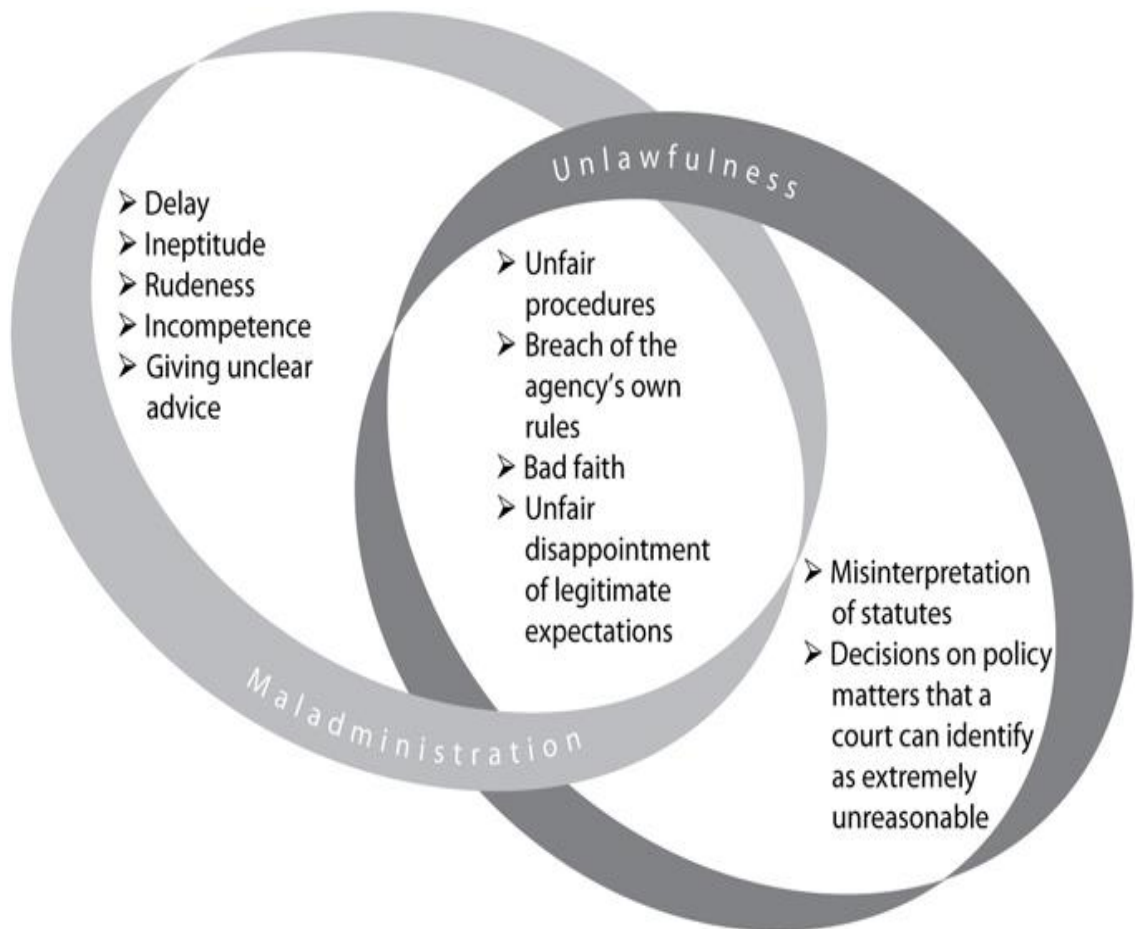 Unlawfulness
➢ Delay
➢ Ineptitude
➢ Rudeness
➢ Incompetence
➢ Giving unclear
advice
➢ Unfair
procedures
➢ Breach of the
agency’s own
rules
➢ Bad faith
➢ Unfair
disappointment
of legitimate
expectations
➢ Misinterpretation
of statutes
➢ Decisions on policy
matters that a
court can identify
as extremely
unreasonable
Maladministration